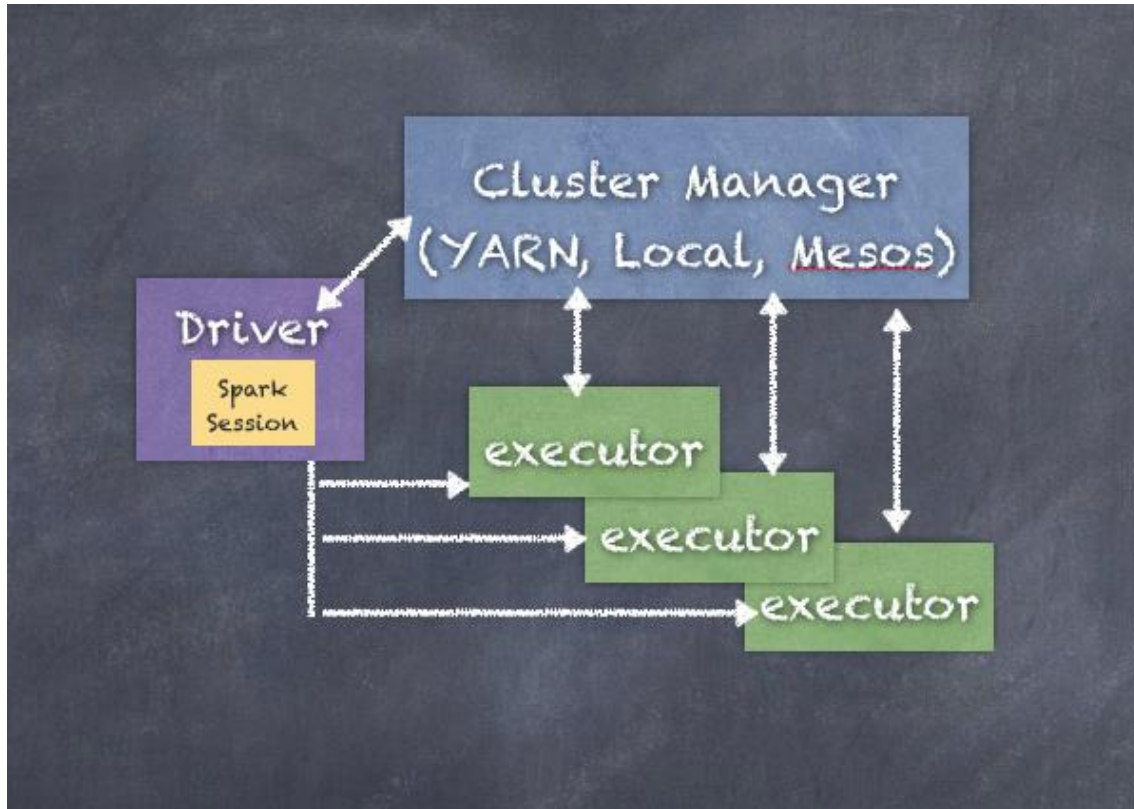 Cluster Manager
(YARN, Local, Mesos)
Driver
Spark
Session
executor
executor
executor